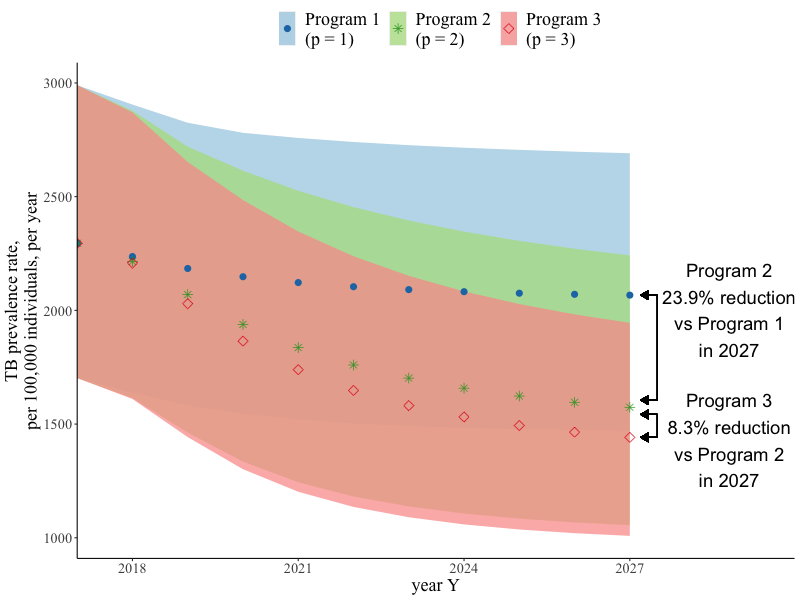 Program 1
(p = 1)
Program 2
(p = 2)
Program 3
(p = 3)
TB prevalence rate,
per 100,000 individuals, per year
3000
2500
2000
1500
1000
2018
2021
2024
2027
year Y
Program 2
23.9% reduction
vs Program 1
in 2027
Program 3
8.3% reduction
vs Program 2
in 2027